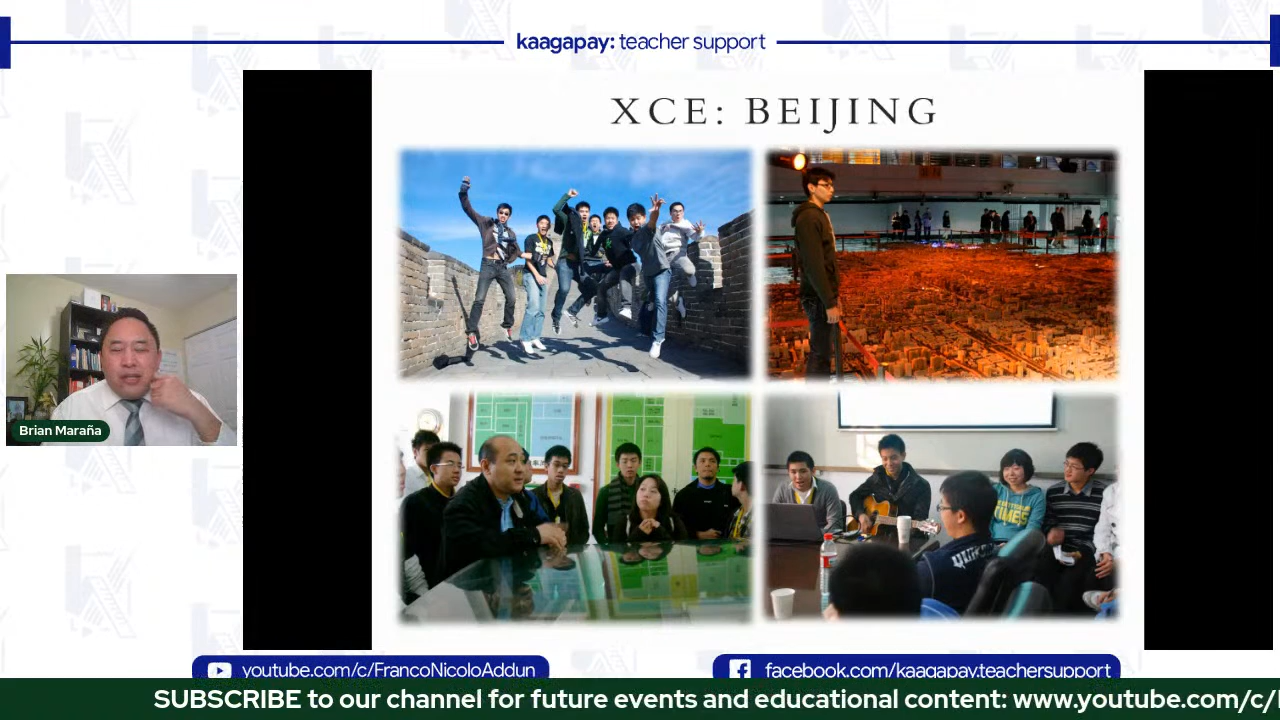 kaagapay: teacher support
XCE: BEIJING
TIMES
Brian Maraña
youtube.com/c/FrancoNicoloAddun
facebook.com/kaagapay.teachersupport
SUBSCRIBE to our channel for future events and educational content: www.youtube.com/c/